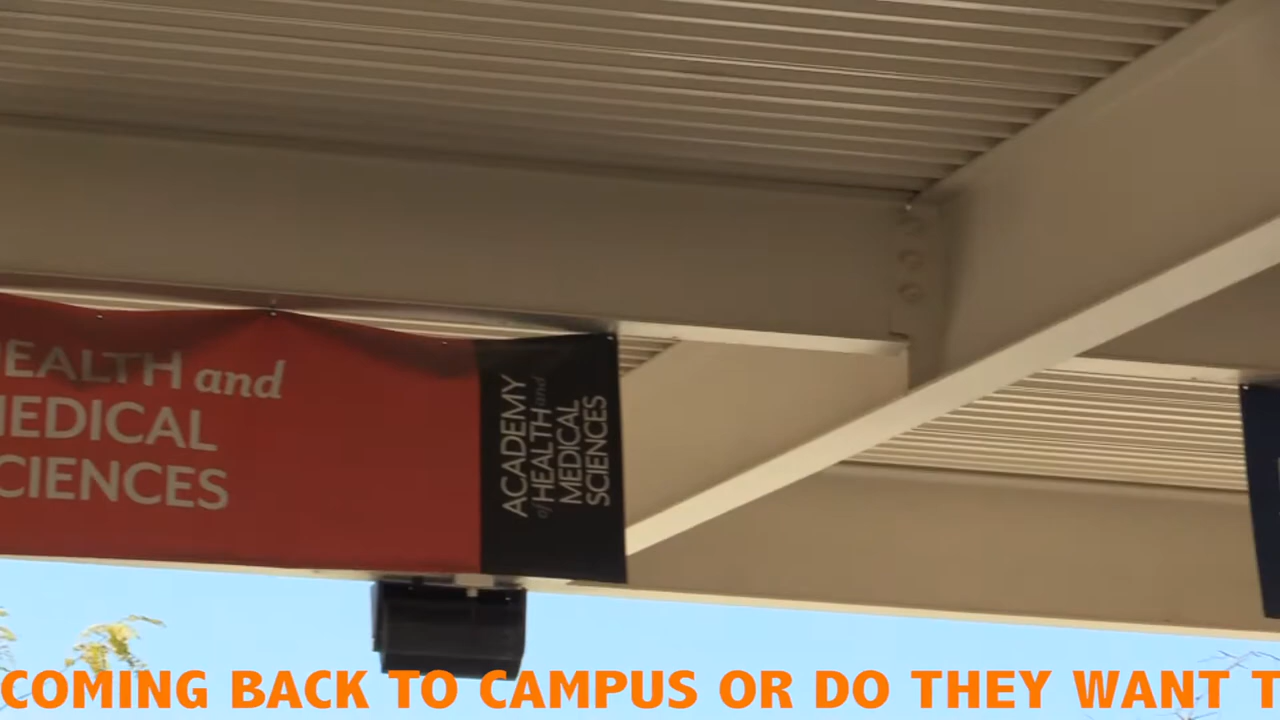 EALTH and
EDICAL
CIENCES
ACADEMY
of HEALTH and
MEDICAL
SCIENCES
COMING BACK TO CAMPUS OR DO THEY WANT T